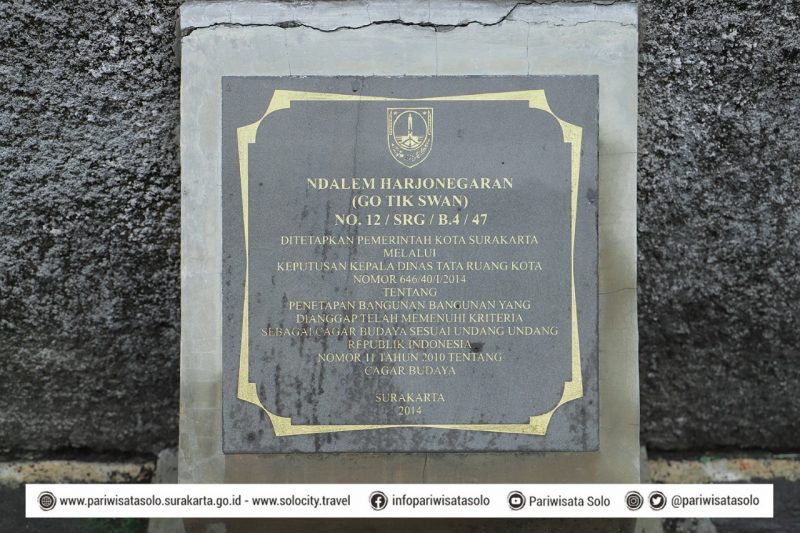 NDALEM HARJONEGARAN
(GO TIK SWAN)
NO. 12 / SRG / B.4 / 47
DITETAPKAN PEMERINTAH KOTA SURAKARTA
MELALUI
KEPUTUSAN KEPALA DINAS TATA RUANG KOTA
NOMOR 646/40/I/2014
TENTANG
PENETAPAN BANGUNAN BANGUNAN YANG
DIANGGAP TELAH MEMENUHI KRITERIA
SEBAGAI CAGAR BUDAYA SESUAI UNDANG UNDANG
REPUBLIK INDONESIA
NOMOR 11 TAHUN 2010 TENTANG
CAGAR BUDAYA
SURAKARTA
2014
www.pariwisatasolo.surakarta.go.id - www.solocity.travel infopariwisatasolo Pariwisata Solo @pariwisatasolo